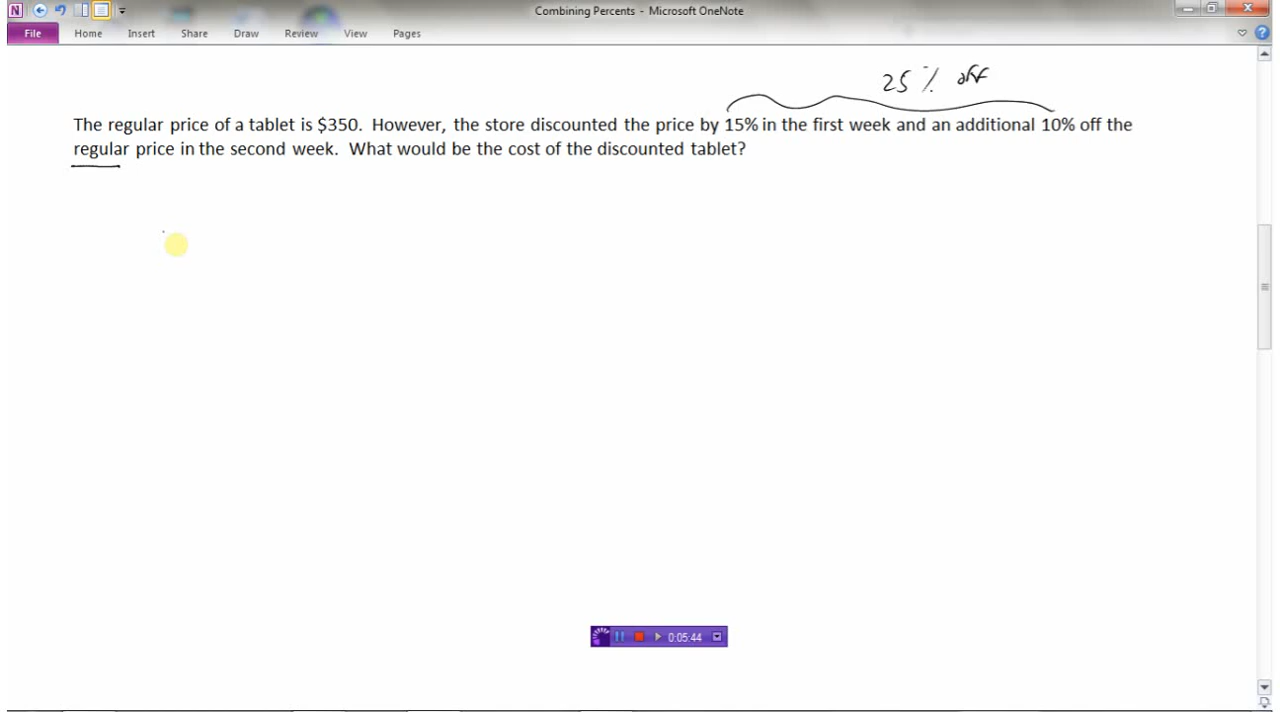 Combining Percents - Microsoft OneNote
File Home Insert Share Draw Review View Pages
25% off
The regular price of a tablet is $350. However, the store discounted the price by 15% in the first week and an additional 10% off the
regular price in the second week. What would be the cost of the discounted tablet?
0:05:44